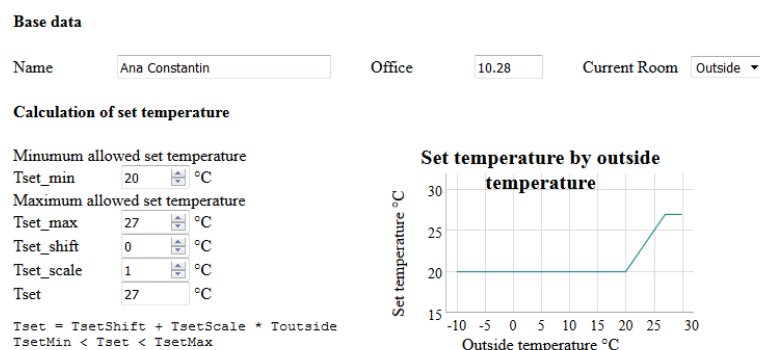 Base data
Name Ana Constantin Office 10.28 Current Room Outside
Calculation of set temperature
Minumum allowed set temperature
Tset_min 20 °C
Maximum allowed set temperature
Tset_max 27 °C
Tset_shift 0 °C
Tset_scale 1 °C
Tset 27 °C
Tset = TsetShift + TsetScale * Toutside
TsetMin < Tset < TsetMax
Set temperature by outside
temperature
Set temperature °C
30
25
20
15
-10 -5 0 5 10 15 20 25 30
Outside temperature °C